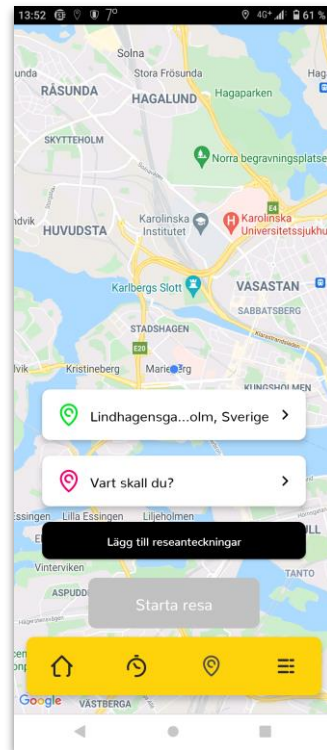 13:52 7° 4G+ 61 %
Solna
Stora Frösunda
RÅSUNDA
HAGALUND
Hagaparken
SKYTTEHOLM
Norra begravningsplatse
E4
HUVUDSTA
Karolinska
Institutet
Karolinska
Universitetssjukhu
Karlbergs Slott
VASASTAN
SABBATSBERG
STADSHAGEN
E20
Kristineberg
KUNGSHOLMEN
Lindhagensga...olm, Sverige
Vart skall du?
Essingen
Lilla Essingen
Liljeholmen
Lägg till reseanteckningar
Vinterviken
TANTO
ASPUDD
Starta resa
Google
VÄSTBERGA